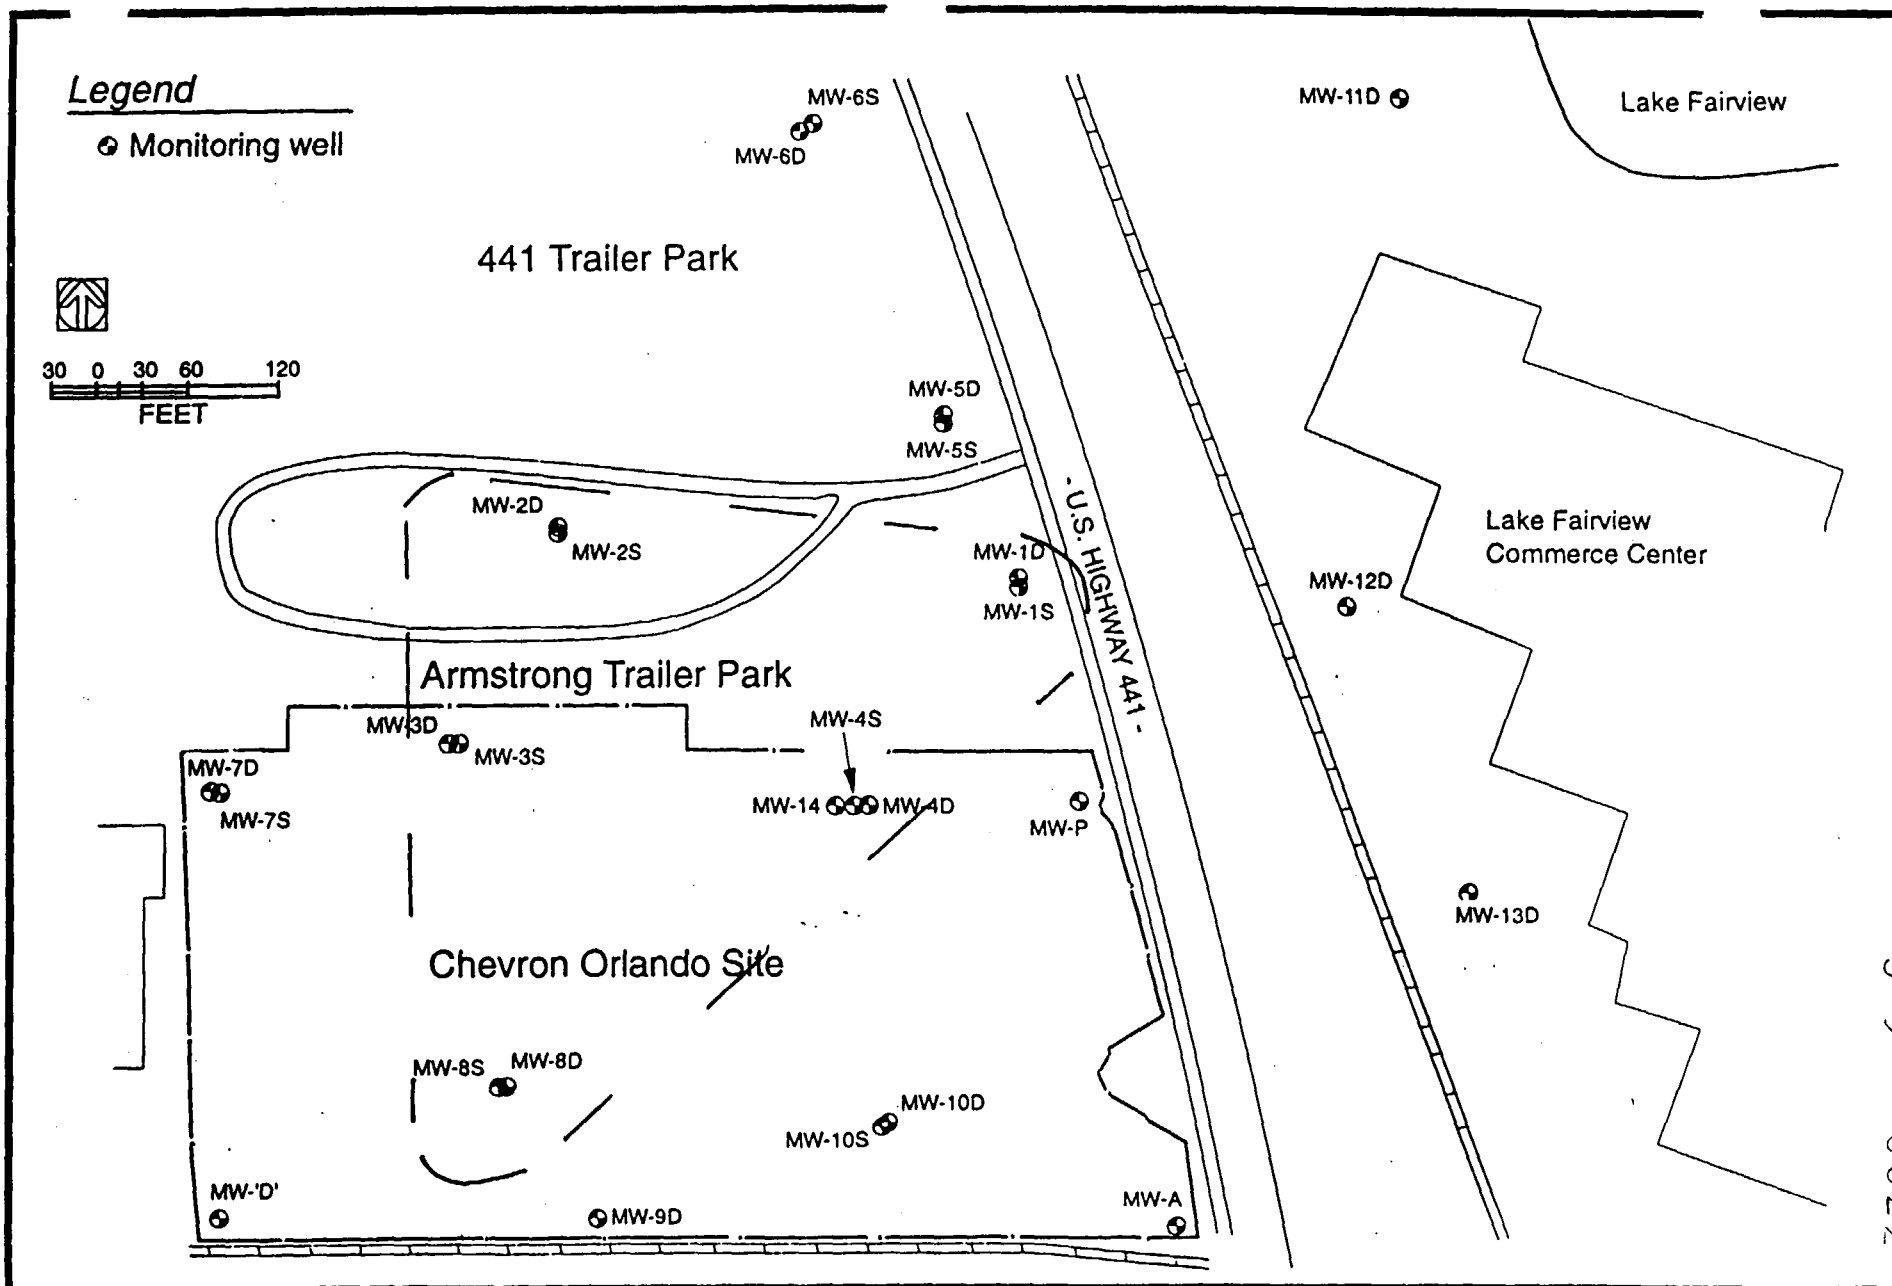 Legend
Monitoring well
MW-6S
MW-6D
MW-11D
Lake Fairview
441 Trailer Park
30 0 30 60 120
FEET
MW-5D
MW-5S
MW-2D
MW-2S
MW-1D
MW-1S
- U.S. HIGHWAY 441 -
Lake Fairview
Commerce Center
MW-12D
Armstrong Trailer Park
MW-3D
MW-3S
MW-4S
MW-7D
MW-7S
MW-14
MW-4D
MW-P
MW-13D
Chevron Orlando Site
MW-8S
MW-8D
MW-10D
MW-10S
MW-'D'
MW-9D
MW-A